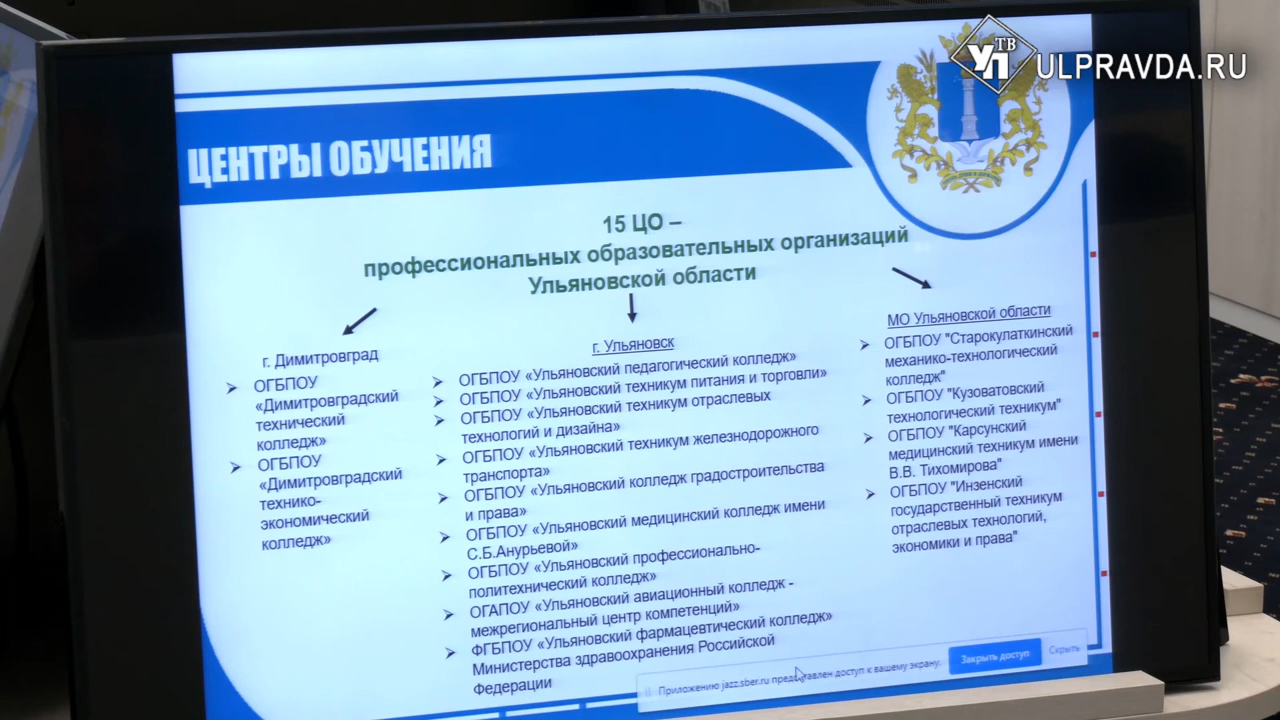 УП ТВ
ULPRAVDA.RU
ЦЕНТРЫ ОБУЧЕНИЯ
15 ЦО –
профессиональных образовательных организаций
Ульяновской области
г. Димитровград
ОГБПОУ
«Димитровградский
технический
колледж»
ОГБПОУ
«Димитровградский
технико-
экономический
колледж»
г. Ульяновск
ОГБПОУ «Ульяновский педагогический колледж»
ОГБПОУ «Ульяновский техникум питания и торговли»
ОГБПОУ «Ульяновский техникум отраслевых
технологий и дизайна»
ОГБПОУ «Ульяновский техникум железнодорожного
транспорта»
ОГБПОУ «Ульяновский колледж градостроительства
и права»
ОГБПОУ «Ульяновский медицинский колледж имени
С.Б.Анурьевой»
ОГБПОУ «Ульяновский профессионально-
политехнический колледж»
ОГАПОУ «Ульяновский авиационный колледж -
межрегиональный центр компетенций»
ФГБПОУ «Ульяновский фармацевтический колледж»
Министерства здравоохранения Российской
Федерации
МО Ульяновской области
ОГБПОУ "Старокулаткинский
механико-технологический
колледж"
ОГБПОУ "Кузоватовский
технологический техникум"
ОГБПОУ "Карсунский
медицинский техникум имени
В.В. Тихомирова"
ОГБПОУ "Инзенский
государственный техникум
отраслевых технологий,
экономики и права"
Приложению jazz.sber.ru предоставлен доступ к вашему экрану.
Закрыть доступ
Скрыть